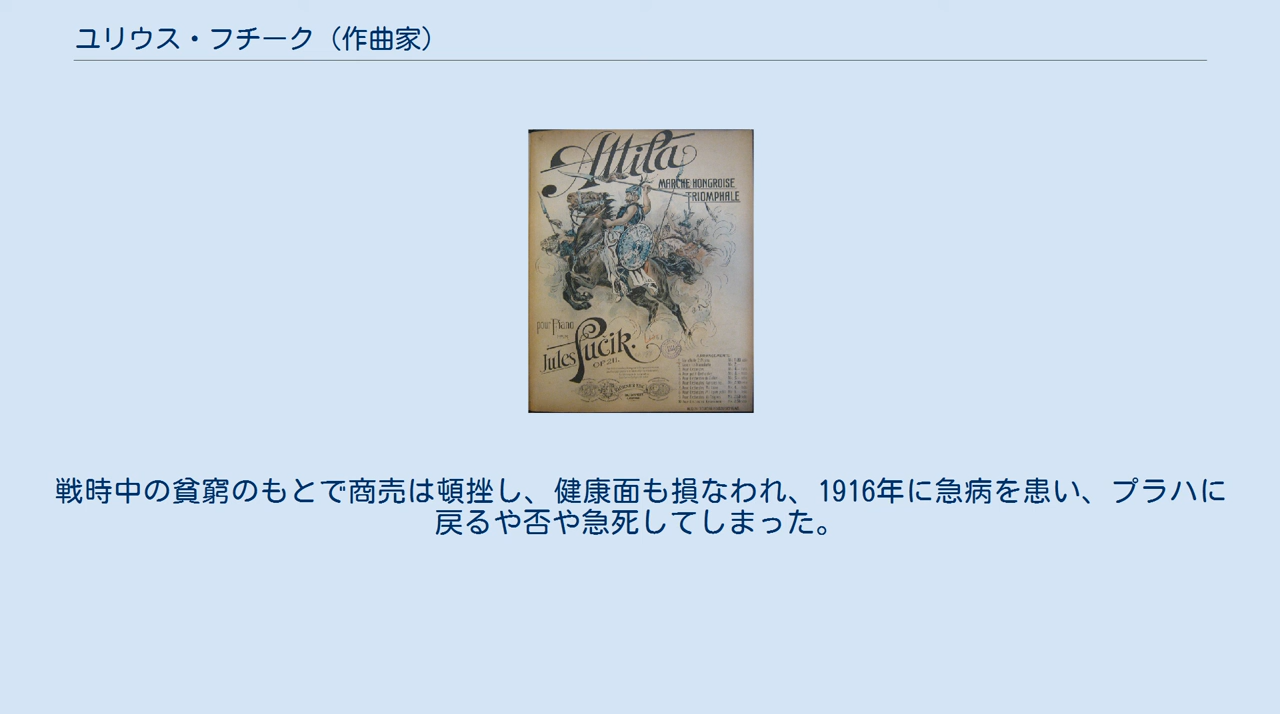 ユリウス・フチーク（作曲家）
Attila
MARCHE HONGROISE
TRIOMPHALE
pour Piano
Jules Fučik.
戦時中の貧窮のもとで商売は頓挫し、健康面も損なわれ、1916年に急病を患い、プラハに
戻るや否や急死してしまった。